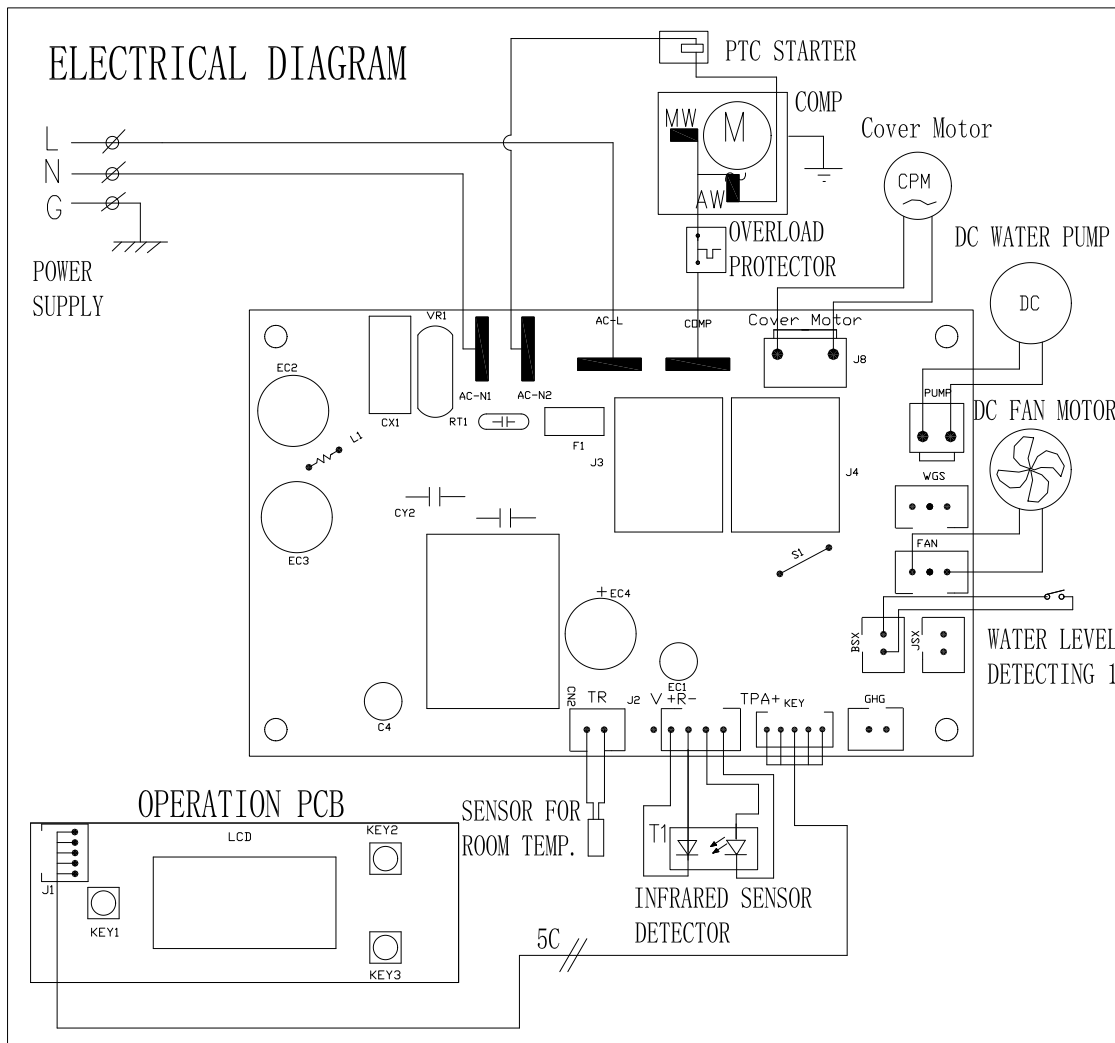 ELECTRICAL DIAGRAM
PTC STARTER
COMP
MW
M
AW
L
N
G
POWER
SUPPLY
OVERLOAD
PROTECTOR
Cover Motor
CPM
DC WATER PUMP
DC
DC FAN MOTOR
VR1
AC-L
COMP
Cover Motor
J8
EC2
CX1
AC-N1
AC-N2
RT1
F1
PUMP
L1
J3
J4
WGS
CY2
EC3
S1
FAN
+EC4
BSX
JSX
WATER LEVEL
DETECTING 1
EC1
C4
CN2
TR
J2
V +R-
TPA+
KEY
GHG
OPERATION PCB
SENSOR FOR
ROOM TEMP.
T1
INFRARED SENSOR
DETECTOR
LCD
KEY2
J1
KEY1
KEY3
5C